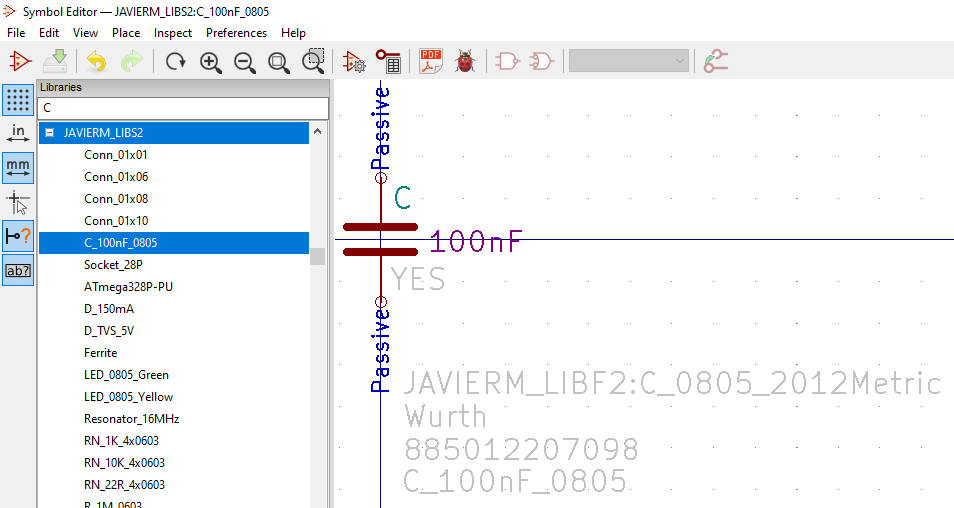 Symbol Editor — JAVIERM_LIBS2:C_100nF_0805
File Edit View Place Inspect Preferences Help
PDF
Libraries
C
in
mm
?
ab?
JAVIERM_LIBS2
Conn_01x01
Conn_01x06
Conn_01x08
Conn_01x10
C_100nF_0805
Socket_28P
ATmega328P-PU
D_150mA
D_TVS_5V
Ferrite
LED_0805_Green
LED_0805_Yellow
Resonator_16MHz
RN_1K_4x0603
RN_10K_4x0603
RN_22R_4x0603
R_1M_0603
Passive
C
100nF
YES
Passive
JAVIERM_LIBF2:C_0805_2012Metric
Wurth
885012207098
C_100nF_0805